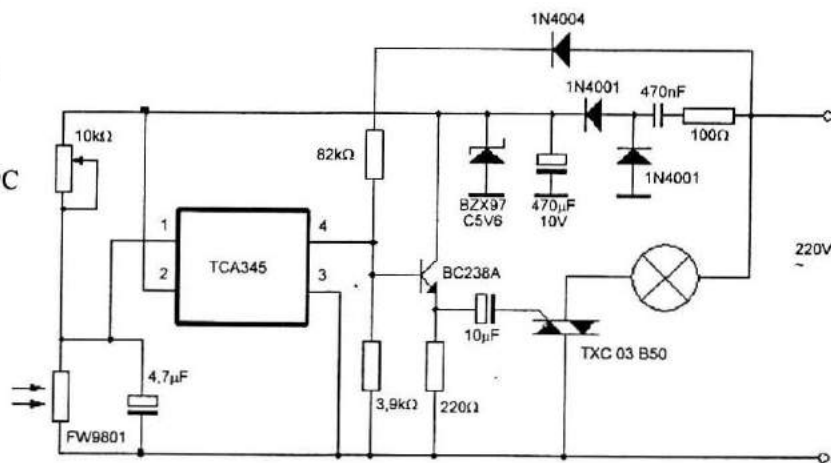 1N4004
1N4001
470nF
10kΩ
100Ω
82kΩ
1N4001
BZX97
C5V6
470µF
10V
1
4
TCA345
2
3
BC238A
220V
~
10µF
TXC 03 B50
4,7µF
3,9kΩ
220Ω
FW9801